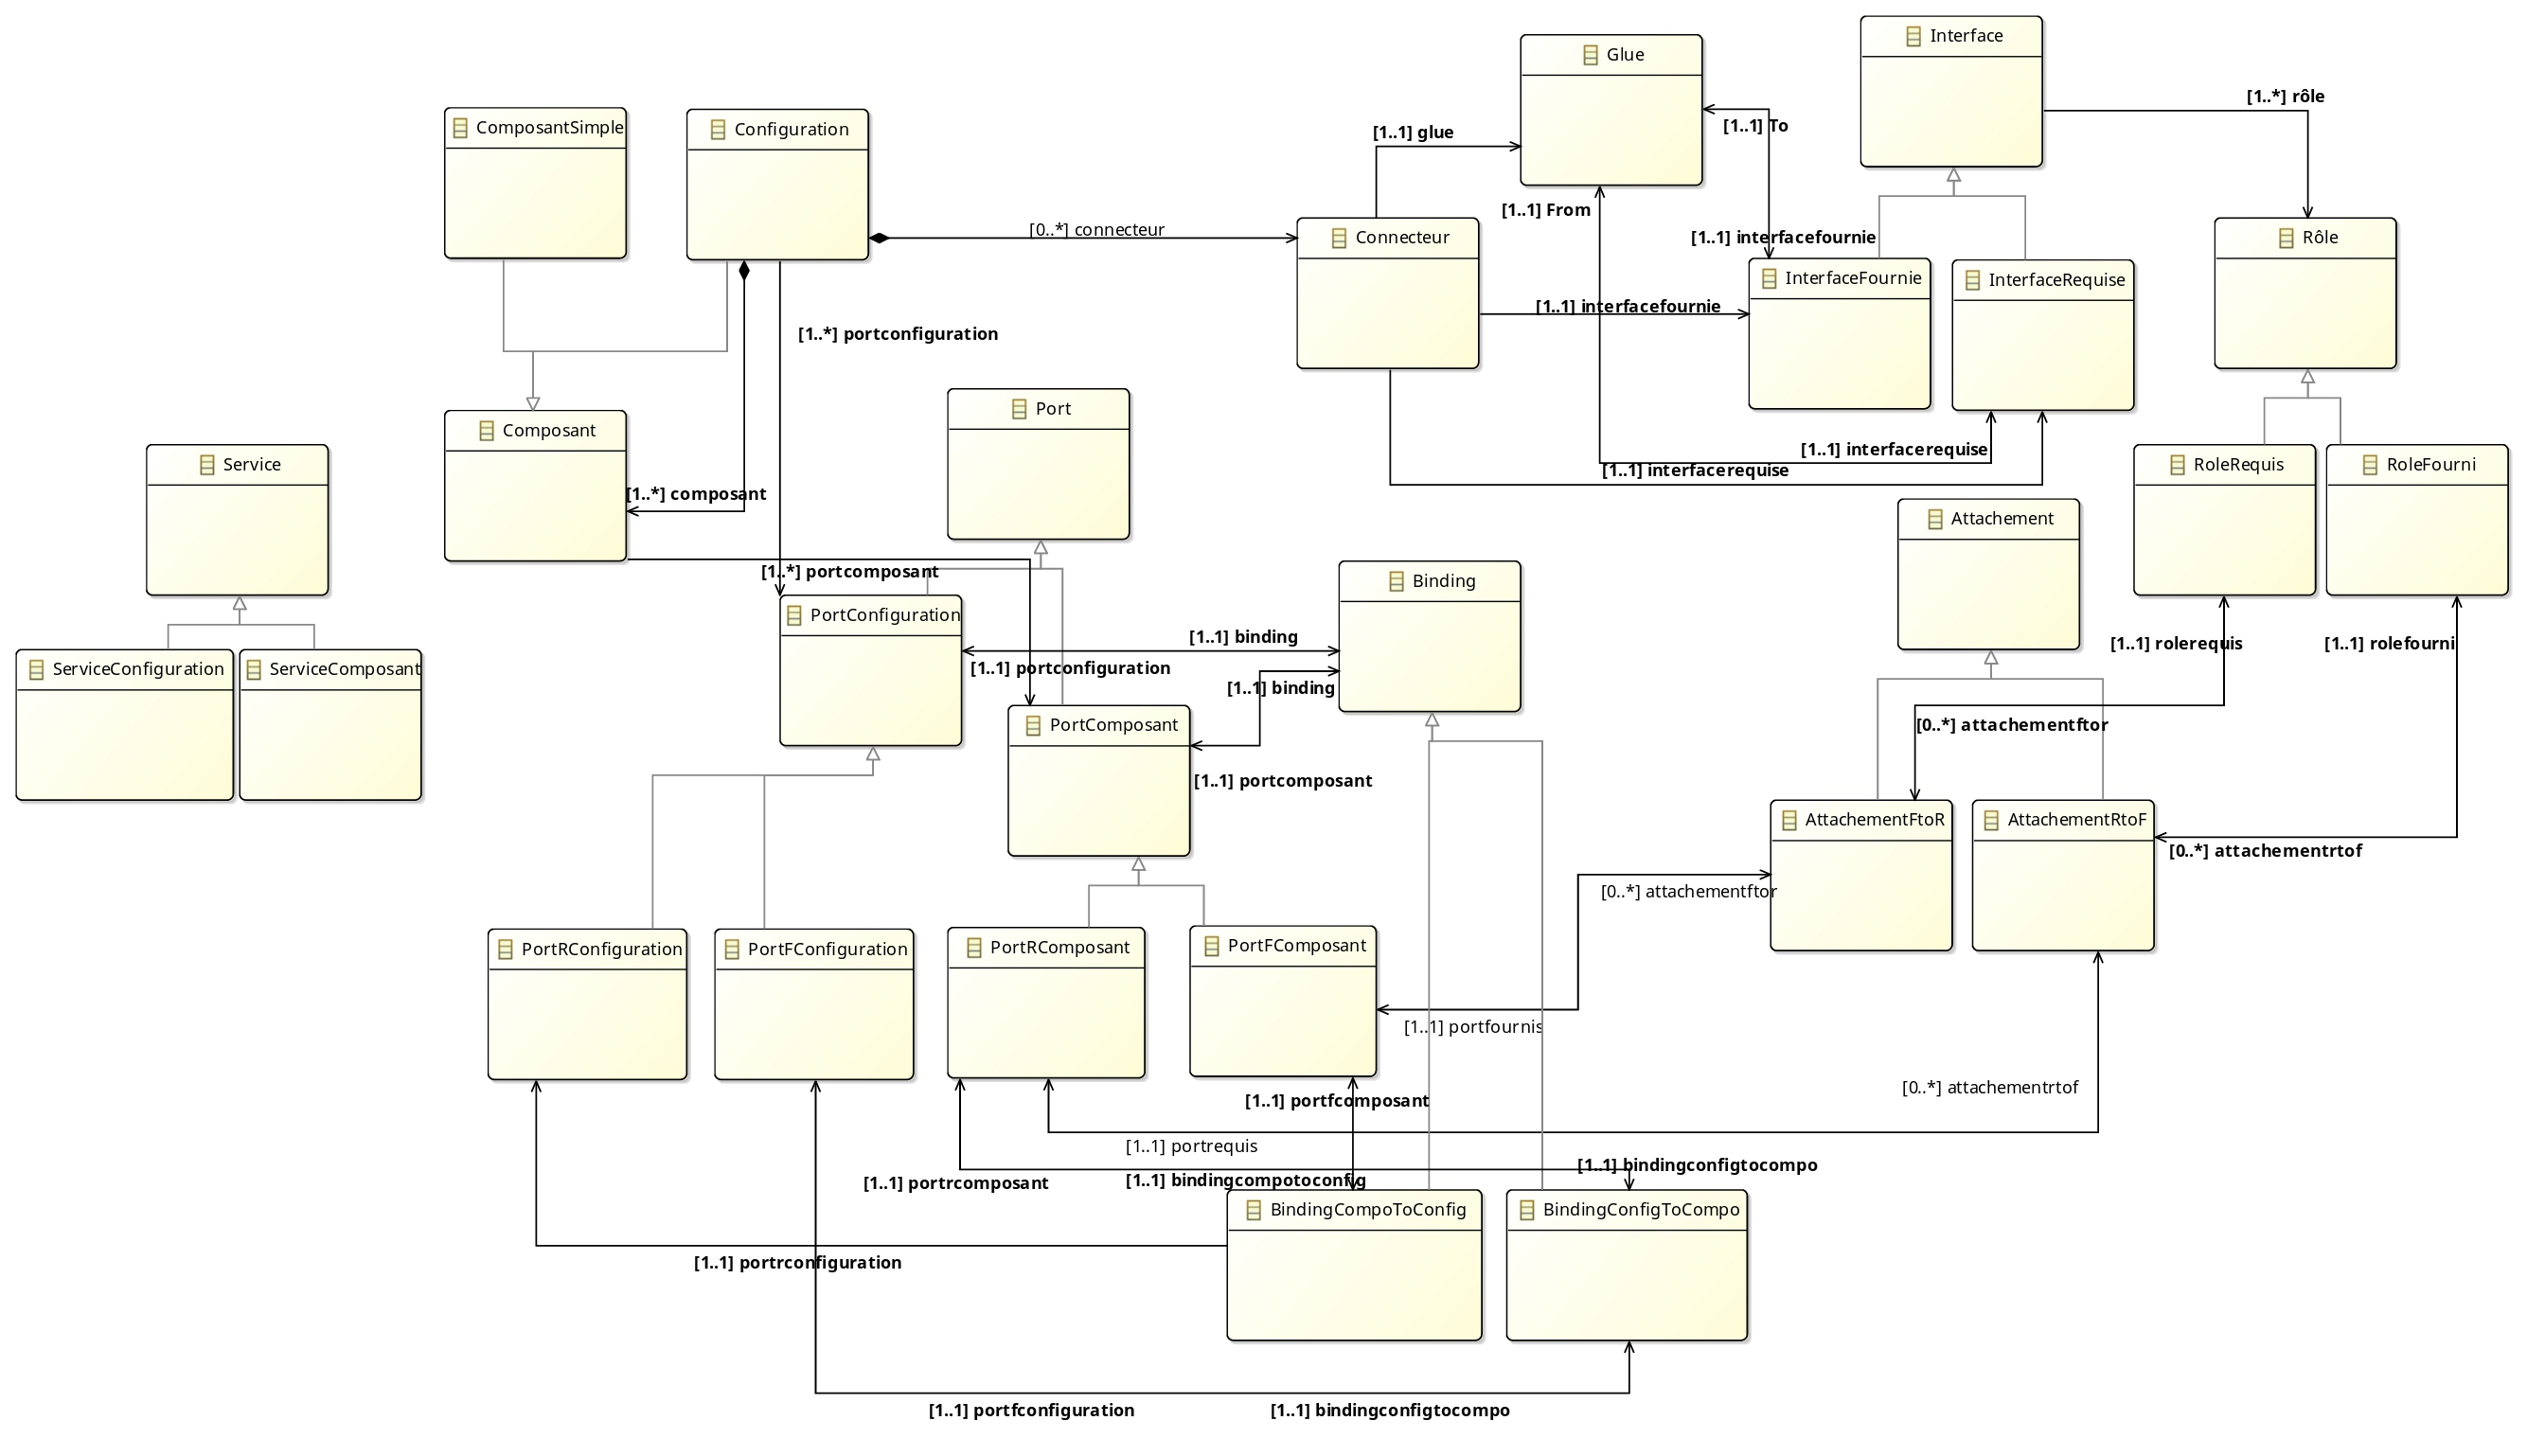 Interface
Glue
[1..*] rôle
ComposantSimple
Configuration
[1..1] glue
[1..1] To
[1..1] From
[0..*] connecteur
Connecteur
[1..1] interfacefournie
Rôle
InterfaceFournie
InterfaceRequise
[1..1] interfacefournie
[1..*] portconfiguration
Port
Composant
Service
[1..1] interfacerequise
[1..1] interfacerequise
RoleRequis
RoleFourni
[1..*] composant
Attachement
[1..*] portcomposant
Binding
PortConfiguration
[1..1] binding
[1..1] rolerequis
[1..1] rolefourni
ServiceConfiguration
ServiceComposant
[1..1] portconfiguration
[1..1] binding
PortComposant
[0..*] attachementftor
[1..1] portcomposant
AttachementFtoR
AttachementRtoF
[0..*] attachementrtof
[0..*] attachementftor
PortRConfiguration
PortFConfiguration
PortRComposant
PortFComposant
[1..1] portfournis
[0..*] attachementrtof
[1..1] portfcomposant
[1..1] portrequis
[1..1] bindingconfigtocompo
[1..1] portrcomposant
[1..1] bindingcompotoconfig
BindingCompoToConfig
BindingConfigToCompo
[1..1] portrconfiguration
[1..1] portfconfiguration
[1..1] bindingconfigtocompo